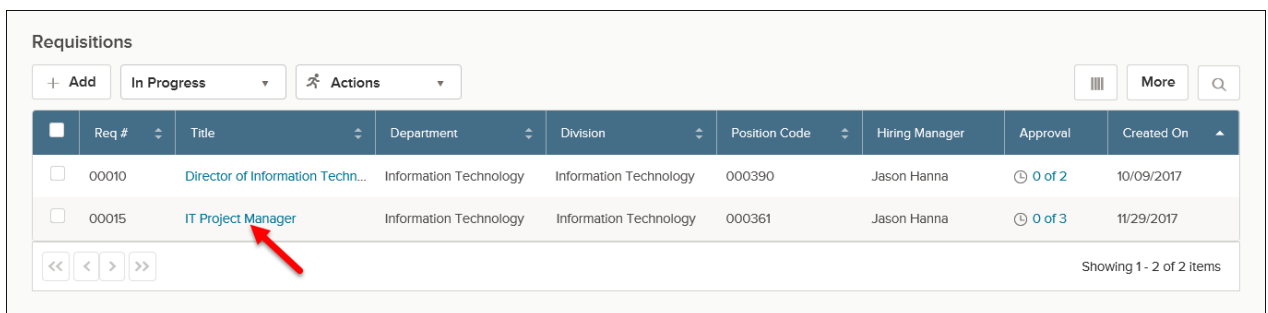 Requisitions
+ Add In Progress Actions More
Req # Title Department Division Position Code Hiring Manager Approval Created On
00010 Director of Information Techn... Information Technology Information Technology 000390 Jason Hanna 0 of 2 10/09/2017
00015 IT Project Manager Information Technology Information Technology 000361 Jason Hanna 0 of 3 11/29/2017
<< < > >> Showing 1 - 2 of 2 items